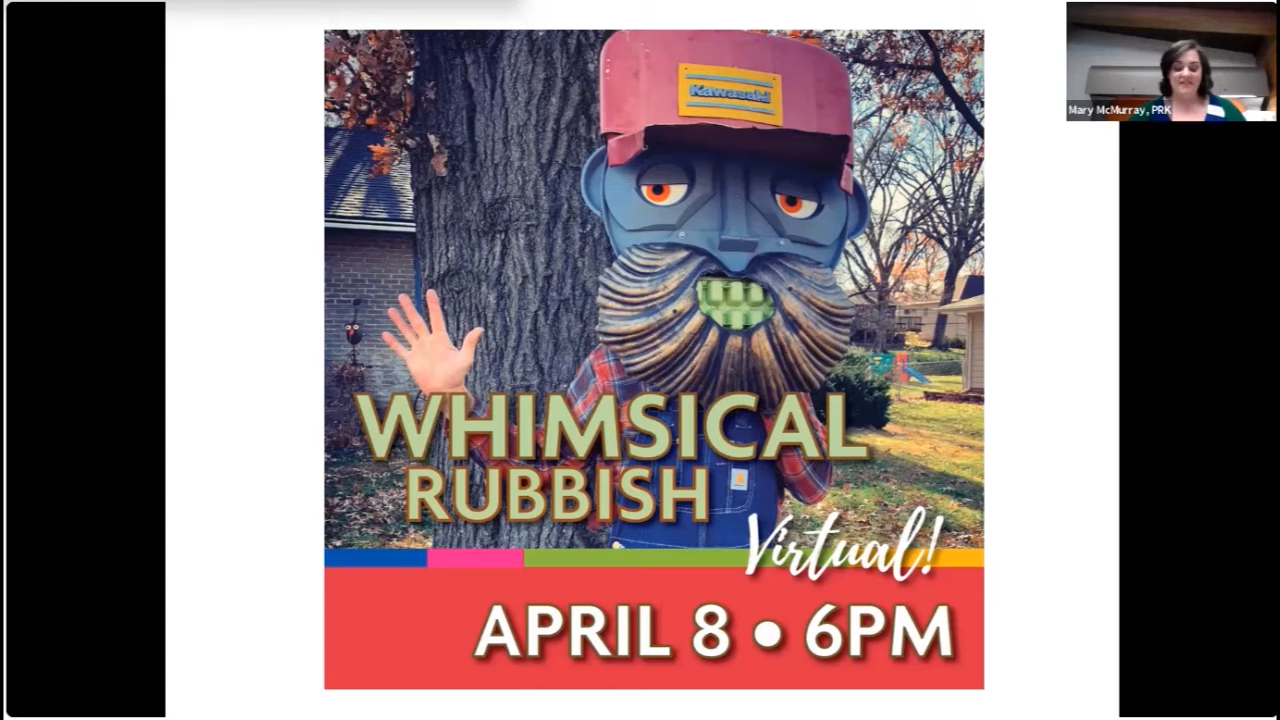 Kawasaki
WHIMSICAL
RUBBISH
Virtual!
APRIL 8 • 6PM
Mary McMurray, PRK